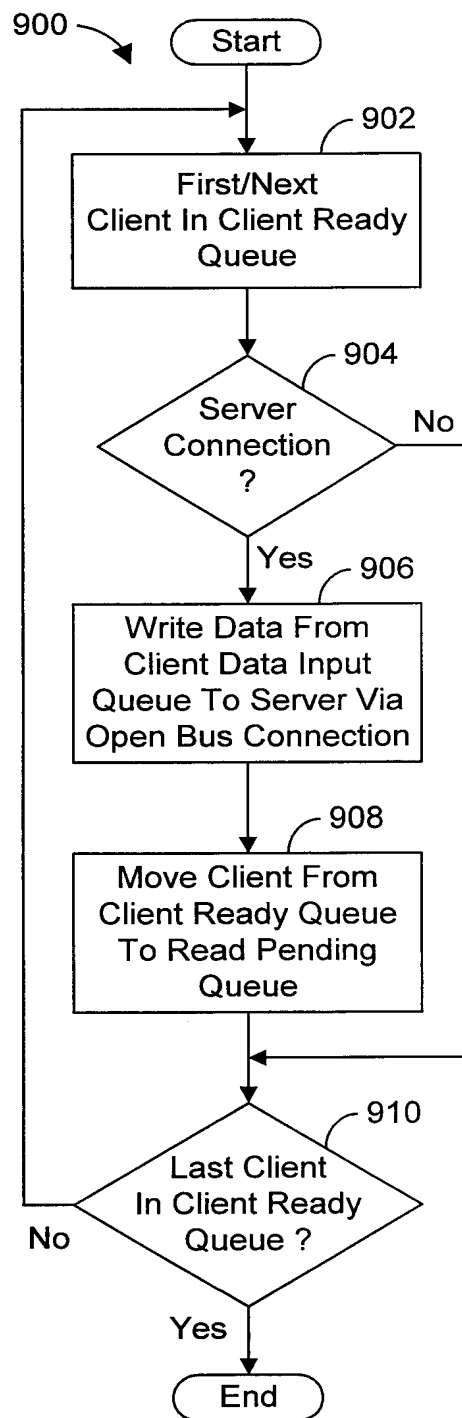 900
Start
902
First/Next
Client In Client Ready
Queue
904
Server
Connection
?
No
Yes
906
Write Data From
Client Data Input
Queue To Server Via
Open Bus Connection
908
Move Client From
Client Ready Queue
To Read Pending
Queue
910
Last Client
In Client Ready
Queue ?
No
Yes
End